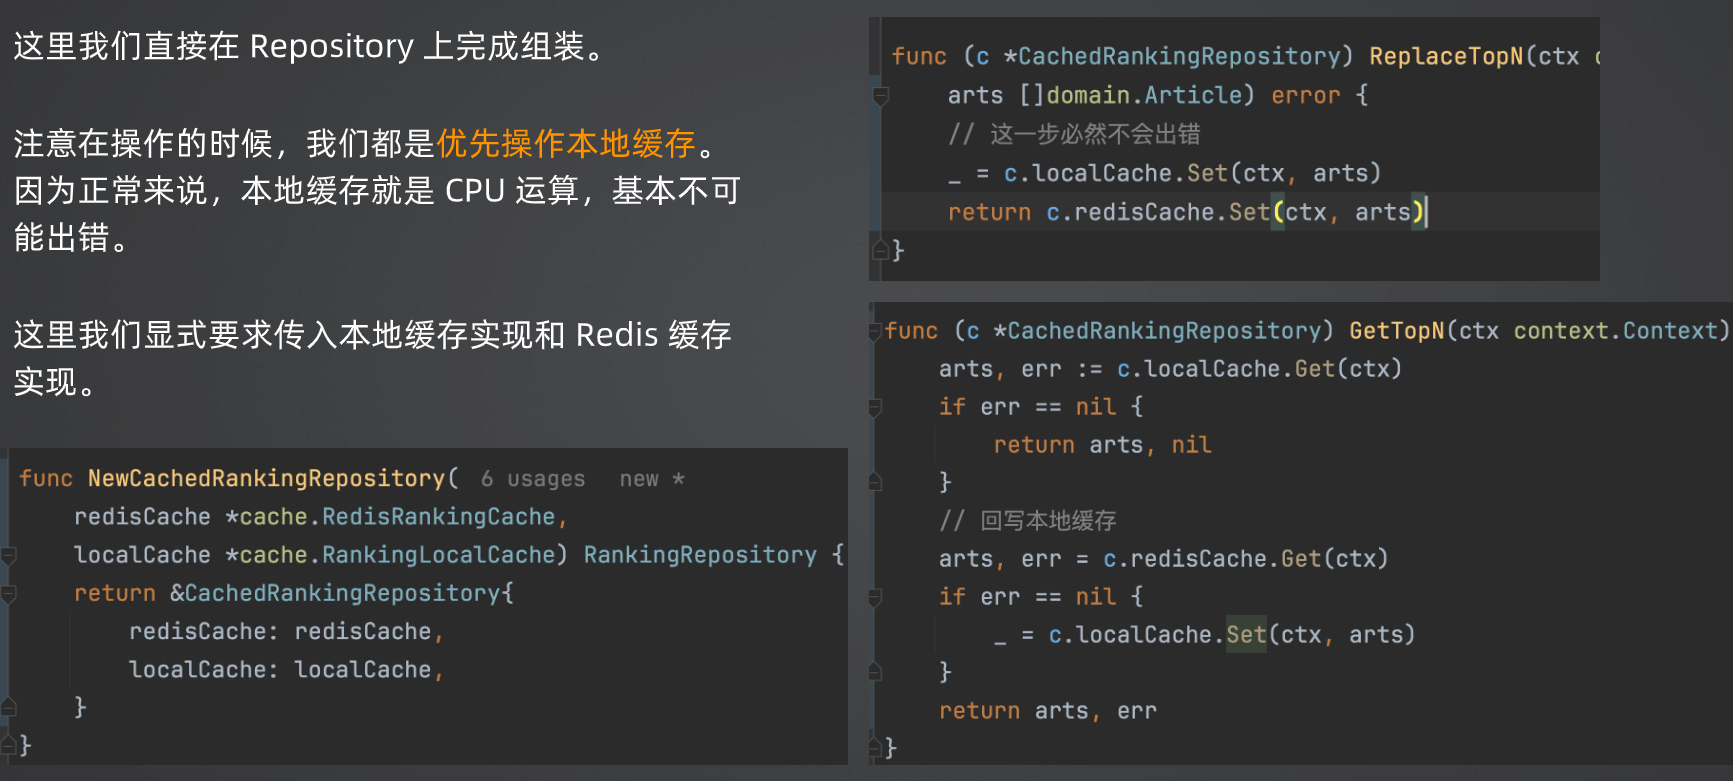 这里我们直接在 Repository 上完成组装。
注意在操作的时候，我们都是优先操作本地缓存。
因为正常来说，本地缓存就是 CPU 运算，基本不可
能出错。
这里我们显式要求传入本地缓存实现和 Redis 缓存
实现。
func NewCachedRankingRepository( 6 usages new *
redisCache *cache.RedisRankingCache,
localCache *cache.RankingLocalCache) RankingRepository {
return &CachedRankingRepository{
redisCache: redisCache,
localCache: localCache,
}
}
func (c *CachedRankingRepository) ReplaceTopN(ctx
arts []domain.Article) error {
// 这一步必然不会出错
_ = c.localCache.Set(ctx, arts)
return c.redisCache.Set(ctx, arts)
}
func (c *CachedRankingRepository) GetTopN(ctx context.Context)
arts, err := c.localCache.Get(ctx)
if err == nil {
return arts, nil
}
// 回写本地缓存
arts, err = c.redisCache.Get(ctx)
if err == nil {
_ = c.localCache.Set(ctx, arts)
}
return arts, err
}